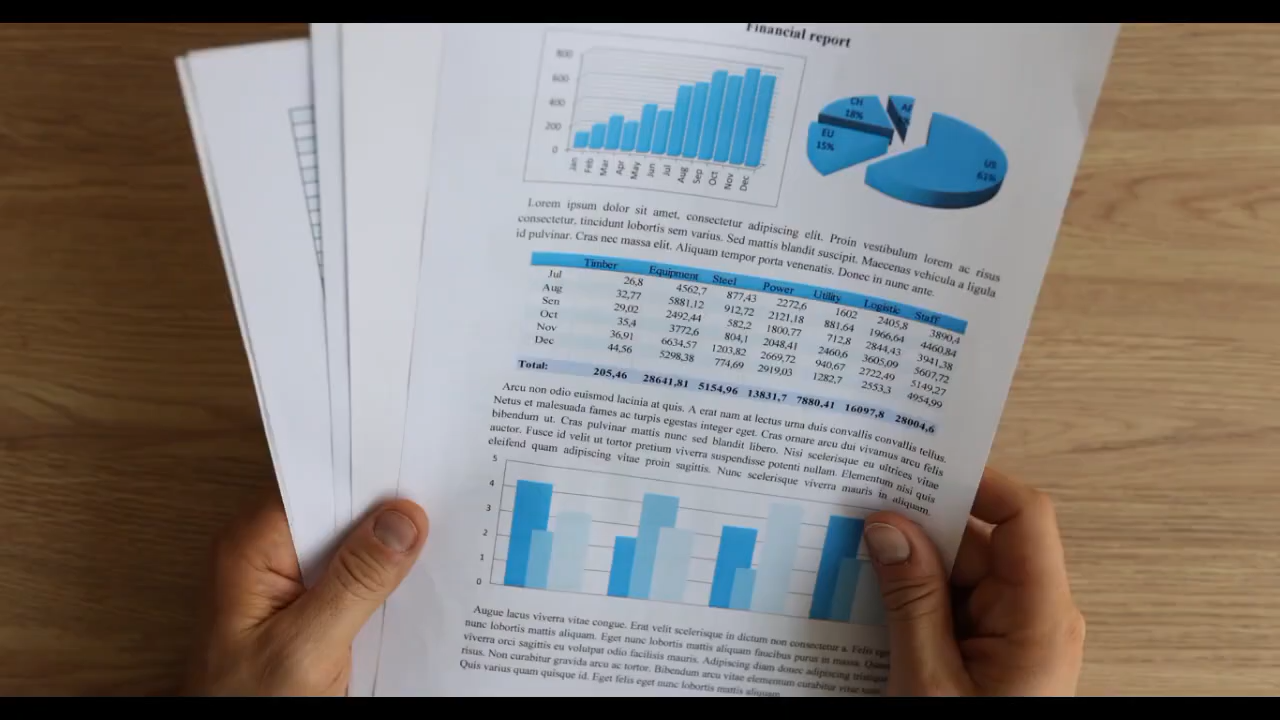 Financial report
800
600
400
200
0
Jan Feb Mar Apr May Jun Jul Aug Sep Oct Nov Dec
CH 18%
EU 15%
US 61%
Lorem ipsum dolor sit amet, consectetur adipiscing elit. Proin vestibulum lorem ac risus
consectetur, tincidunt lobortis sem varius. Sed mattis blandit suscipit. Maecenas vehicula a ligula
id pulvinar. Cras nec massa elit. Aliquam tempor porta venenatis. Donec in nunc ante.
Timber Equipment Steel Power Utility Logistic Staff
Jul 26,8 4562,7 877,43 2272,6 1602 2405,8 3890,4
Aug 32,77 5881,12 912,72 2121,18 881,64 1966,64 4460,84
Sen 29,02 2492,44 582,2 1800,77 712,8 2844,43 3941,38
Oct 35,4 3772,6 804,1 2048,41 2460,6 3605,09 5607,72
Nov 36,91 6634,57 1203,82 2669,72 940,67 2722,49 5149,27
Dec 44,56 5298,38 774,69 2919,03 1282,7 2553,3 4954,99
Total: 205,46 28641,81 5154,96 13831,7 7880,41 16097,8 28004,6
Arcu non odio euismod lacinia at quis. A erat nam at lectus urna duis convallis convallis tellus.
Netus et malesuada fames ac turpis egestas integer eget. Cras ornare arcu dui vivamus arcu felis
bibendum ut. Cras pulvinar mattis nunc sed blandit libero. Nisi scelerisque eu ultrices vitae
auctor. Fusce id velit ut tortor pretium viverra suspendisse potenti nullam. Elementum nisi quis
eleifend quam adipiscing vitae proin sagittis. Nunc scelerisque viverra mauris in aliquam.
5
4
3
2
1
0
Augue lacus viverra vitae congue. Erat velit scelerisque in dictum non consectetur a. Felis
nunc lobortis mattis aliquam. Eget nunc lobortis mattis aliquam faucibus purus in massa.
viverra orci sagittis eu volutpat odio facilisis mauris. Adipiscing diam donec adipiscing
risus. Non curabitur gravida arcu ac tortor. Bibendum arcu vitae elementum curabitur vitae
Quis varius quam quisque id. Eget felis eget nunc lobortis mattis aliquam